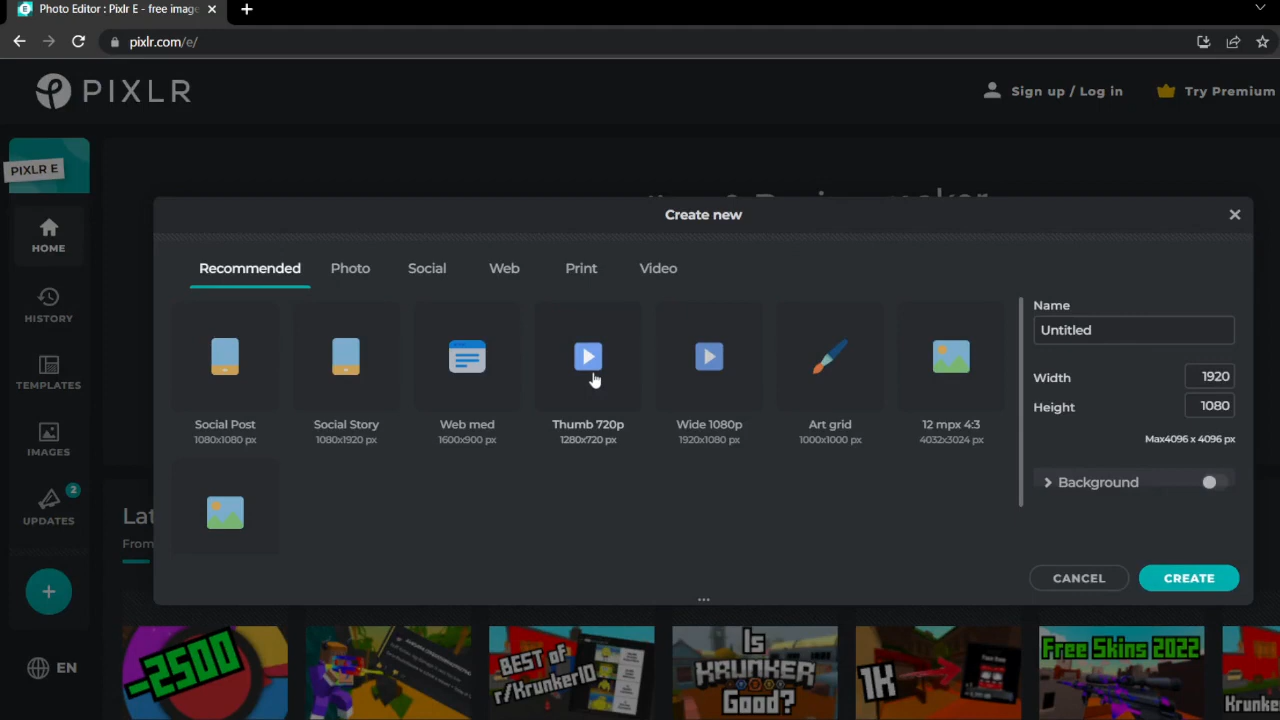 Photo Editor : Pixlr E - free image
pixlr.com/e/
PIXLR
Sign up / Log in
Try Premium
PIXLR E
HOME
HISTORY
TEMPLATES
IMAGES
2
UPDATES
EN
Create new
Recommended
Photo
Social
Web
Print
Video
Social Post
1080x1080 px
Social Story
1080x1920 px
Web med
1600x900 px
Thumb 720p
1280x720 px
Wide 1080p
1920x1080 px
Art grid
1000x1000 px
12 mpx 4:3
4032x3024 px
Name
Untitled
Width
1920
Height
1080
Max4096 x 4096 px
Background
CANCEL
CREATE
Lat
From
-2500
BEST of
r/KrunkerIO
Is
KRUNKER
Good?
1K
Free Skins 2022